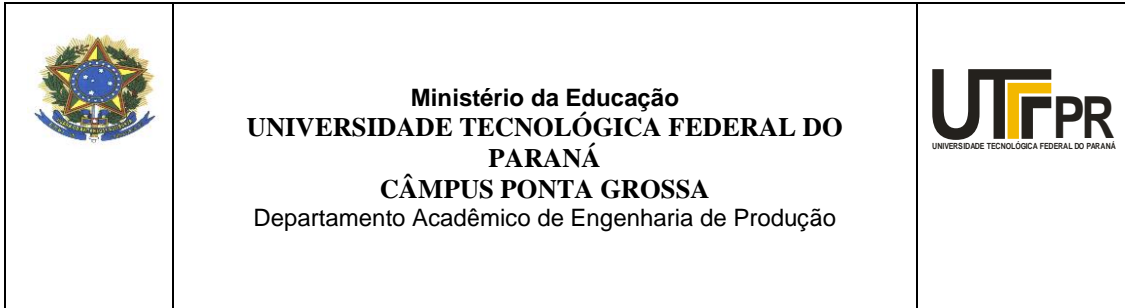 Ministério da Educação
UNIVERSIDADE TECNOLÓGICA FEDERAL DO
PARANÁ
CÂMPUS PONTA GROSSA
Departamento Acadêmico de Engenharia de Produção
UTFPR
UNIVERSIDADE TECNOLÓGICA FEDERAL DO PARANÁ